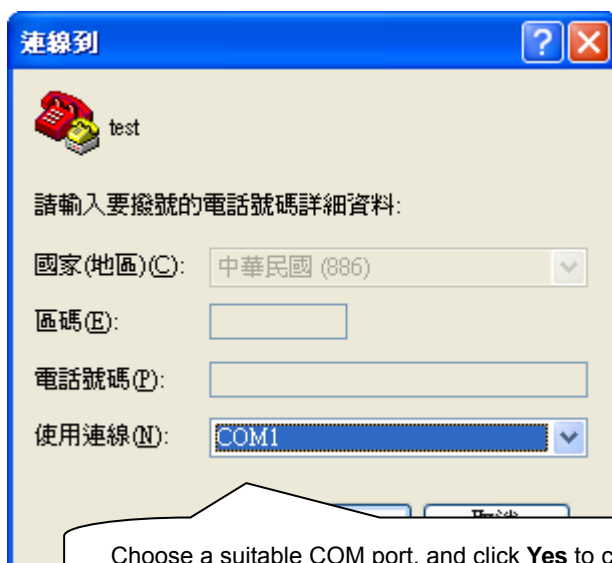 連線到
test
請輸入要撥號的電話號碼詳細資料:
國家(地區)(C): 中華民國 (886)
區碼(E):
電話號碼(P):
使用連線(N): COM1
Choose a suitable COM port, and click Yes to